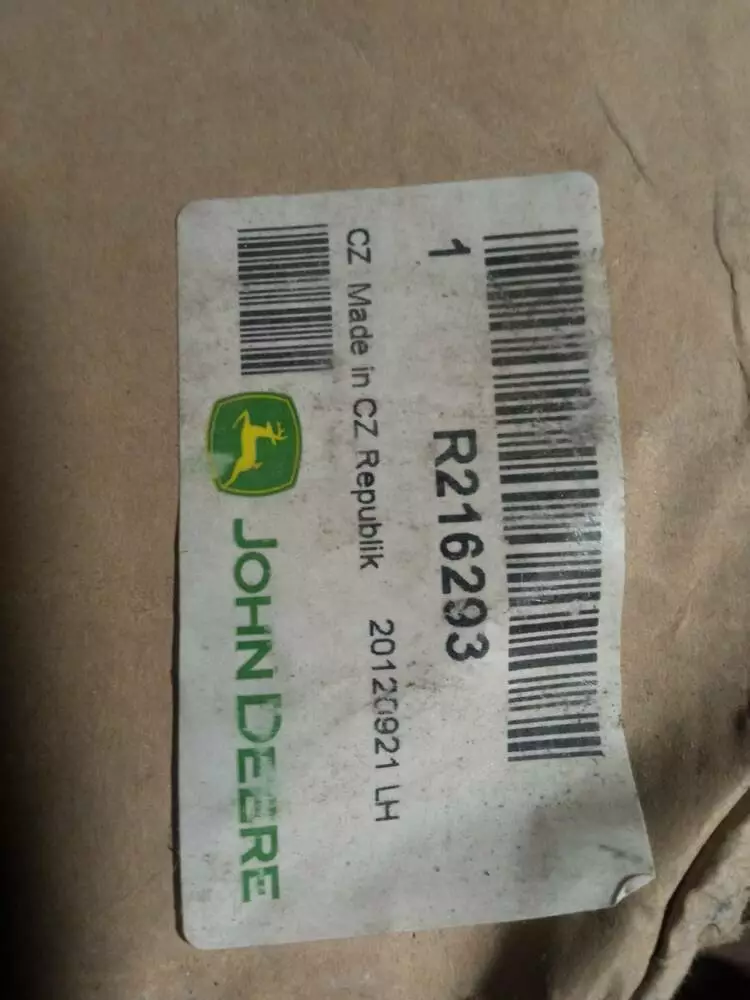 1
R216293
CZ Made in CZ Republik 20120921 LH
JOHN DEERE